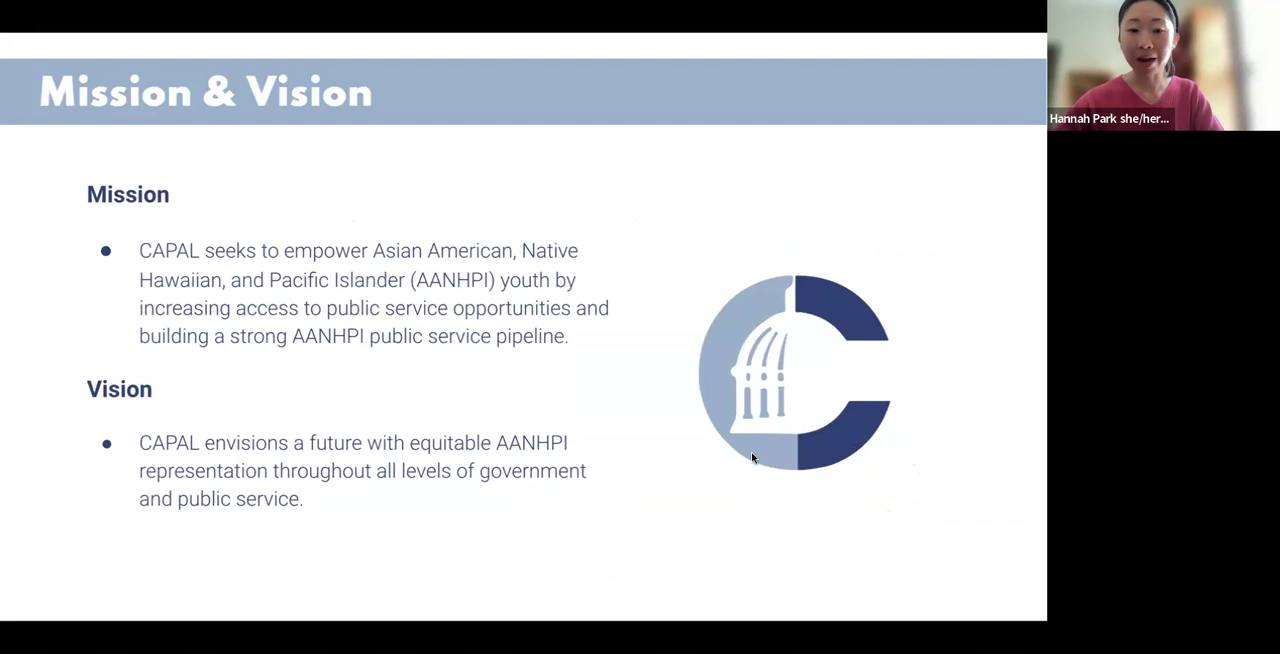 Mission & Vision
Hannah Park she/her...
Mission
● CAPAL seeks to empower Asian American, Native
Hawaiian, and Pacific Islander (AANHPI) youth by
increasing access to public service opportunities and
building a strong AANHPI public service pipeline.
Vision
● CAPAL envisions a future with equitable AANHPI
representation throughout all levels of government
and public service.